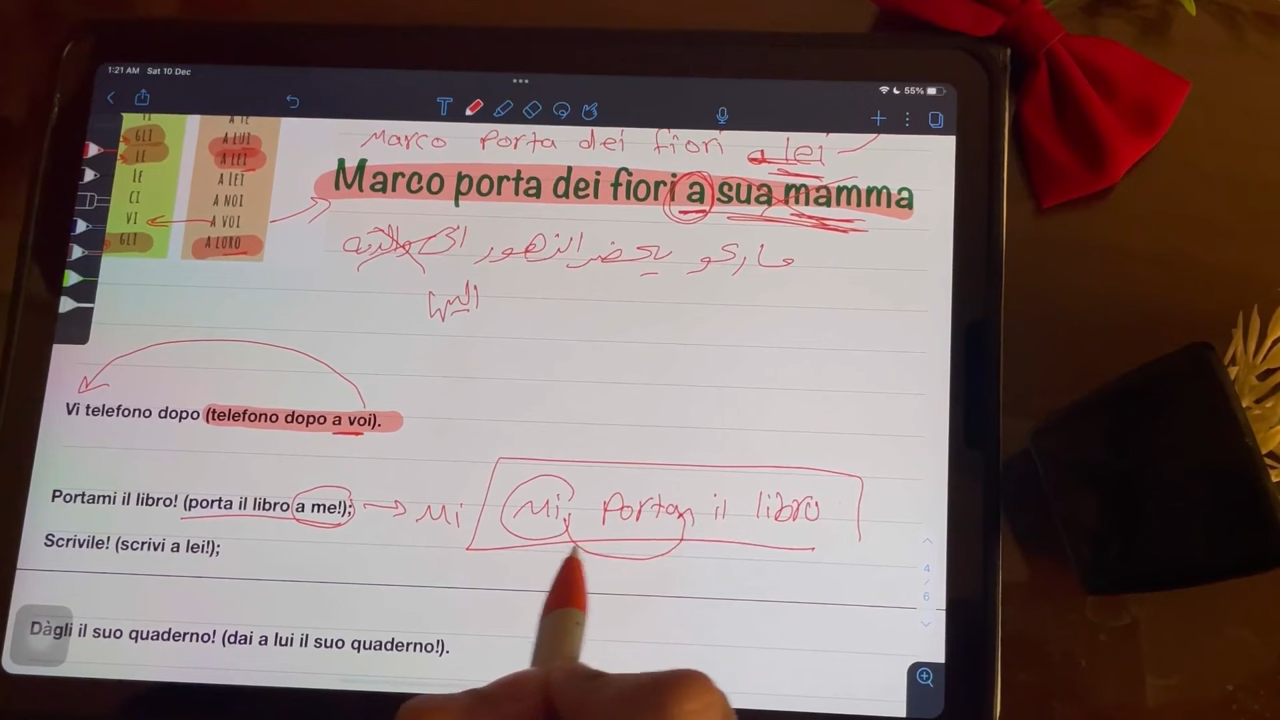 1:21 AM Sat 10 Dec
55%
GLI A LUI
LE A LEI
LE A LEI
CI A NOI
VI A VOI
GLI A LORO
Marco porta dei fiori a lei
Marco porta dei fiori a sua mamma
ماركو يحضر الزهور الى والدته
اليها
Vi telefono dopo (telefono dopo a voi).
Portami il libro! (porta il libro a me!); Mi Mi porta il libro
Scrivile! (scrivi a lei!);
4
/
6
Dàgli il suo quaderno! (dai a lui il suo quaderno!).